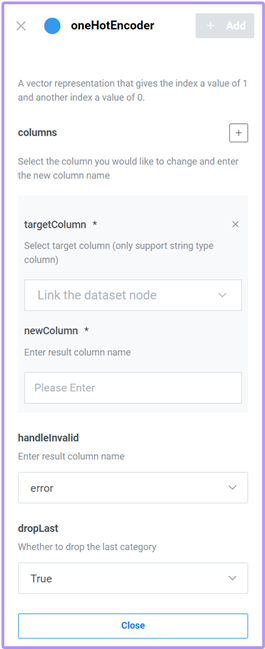 oneHotEncoder
+ Add
A vector representation that gives the index a value of 1
and another index a value of 0.
columns
Select the column you would like to change and enter
the new column name
targetColumn *
Select target column (only support string type
column)
Link the dataset node
newColumn *
Enter result column name
Please Enter
handleInvalid
Enter result column name
error
dropLast
Whether to drop the last category
True
Close